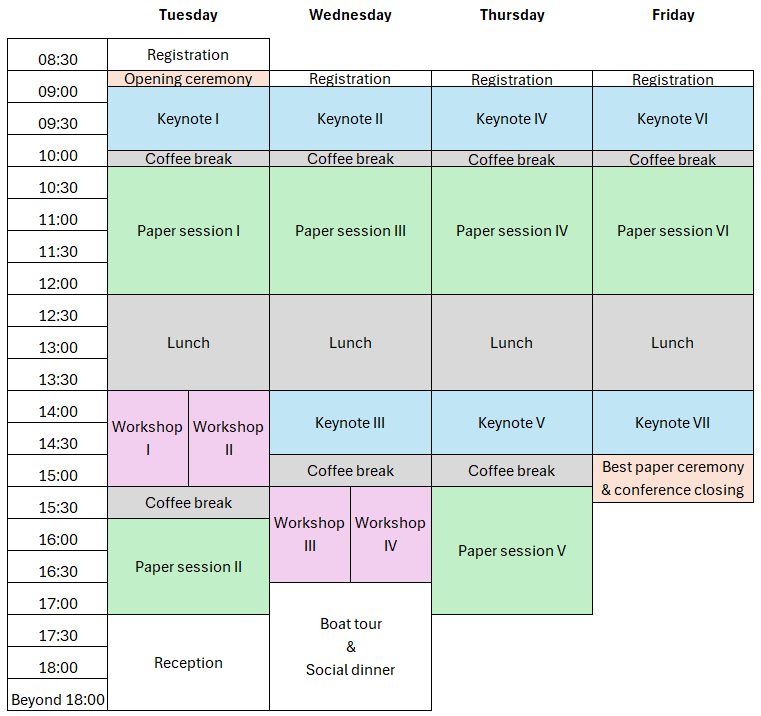 Tuesday Wednesday Thursday Friday
08:30 Registration
Opening ceremony Registration Registration Registration
09:00
09:30 Keynote I Keynote II Keynote IV Keynote VI
10:00 Coffee break Coffee break Coffee break Coffee break
10:30
11:00
Paper session I Paper session III Paper session IV Paper session VI
11:30
12:00
12:30
13:00 Lunch Lunch Lunch Lunch
13:30
14:00
Keynote III Keynote V Keynote VII
Workshop Workshop
I II
14:30
15:00 Coffee break Coffee break Best paper ceremony
& conference closing
15:30 Coffee break
Workshop Workshop
III IV
16:00
Paper session V
16:30 Paper session II
17:00
17:30 Boat tour
&
Social dinner
18:00 Reception
Beyond 18:00